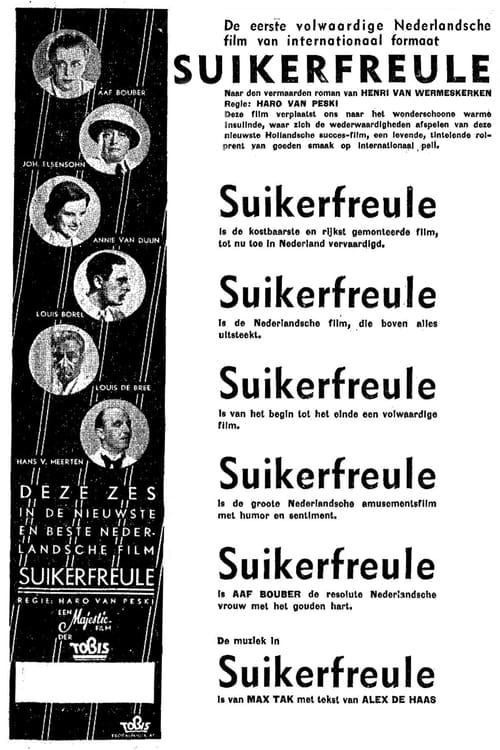 AAF BOUBER
JOH. ELSENSOHN
ANNIE VAN DUIJN
LOUIS BOREL
LOUIS DE BREE
HANS V. MEERTEN
DEZE ZES
IN DE NIEUWSTE
EN BESTE NEDER-
LANDSCHE FILM
SUIKERFREULE
REGIE: HARO VAN PESKI
EEN
Majestic-
FILM
DER
TOBIS
TOBIS
De eerste volwaardige Nederlandsche
film van internationaal formaat
SUIKERFREULE
Naar den vermaarden roman van HENRI VAN WERMESKERKEN
Regie: HARO VAN PESKI
Deze film verplaatst ons naar het wonderschoone warme
Insulinde, waar zich de wederwaardigheden afspelen van deze
nieuwste Hollandsche succes-film, een levende, tintelende rol-
prent van goeden smaak op internationaal peil.
Suikerfreule
is de kostbaarste en rijkst gemonteerde film,
tot nu toe in Nederland vervaardigd.
Suikerfreule
is de Nederlandsche film, die boven alles
uitsteekt.
Suikerfreule
is van het begin tot het einde een volwaardige
film.
Suikerfreule
is de groote Nederlandsche amusementsfilm
met humor en sentiment.
Suikerfreule
is AAF BOUBER de resolute Nederlandsche
vrouw met het gouden hart.
De muziek in
Suikerfreule
is van MAX TAK met tekst van ALEX DE HAAS